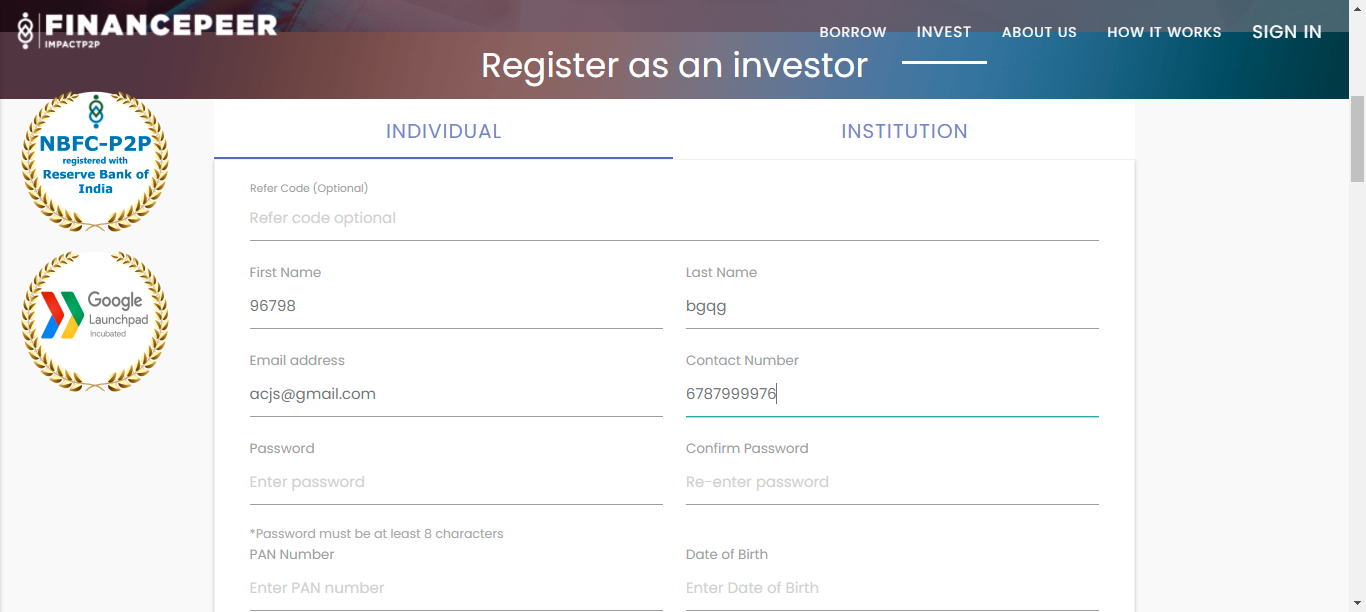 FINANCEPEER
IMPACTP2P
BORROW INVEST ABOUT US HOW IT WORKS SIGN IN
Register as an investor
NBFC-P2P
registered with
Reserve Bank of
India
Google
Launchpad
Incubated
INDIVIDUAL INSTITUTION
Refer Code (Optional)
Refer code optional
First Name Last Name
96798 bgqg
Email address Contact Number
acjs@gmail.com 6787999976
Password Confirm Password
Enter password Re-enter password
*Password must be at least 8 characters
PAN Number Date of Birth
Enter PAN number Enter Date of Birth